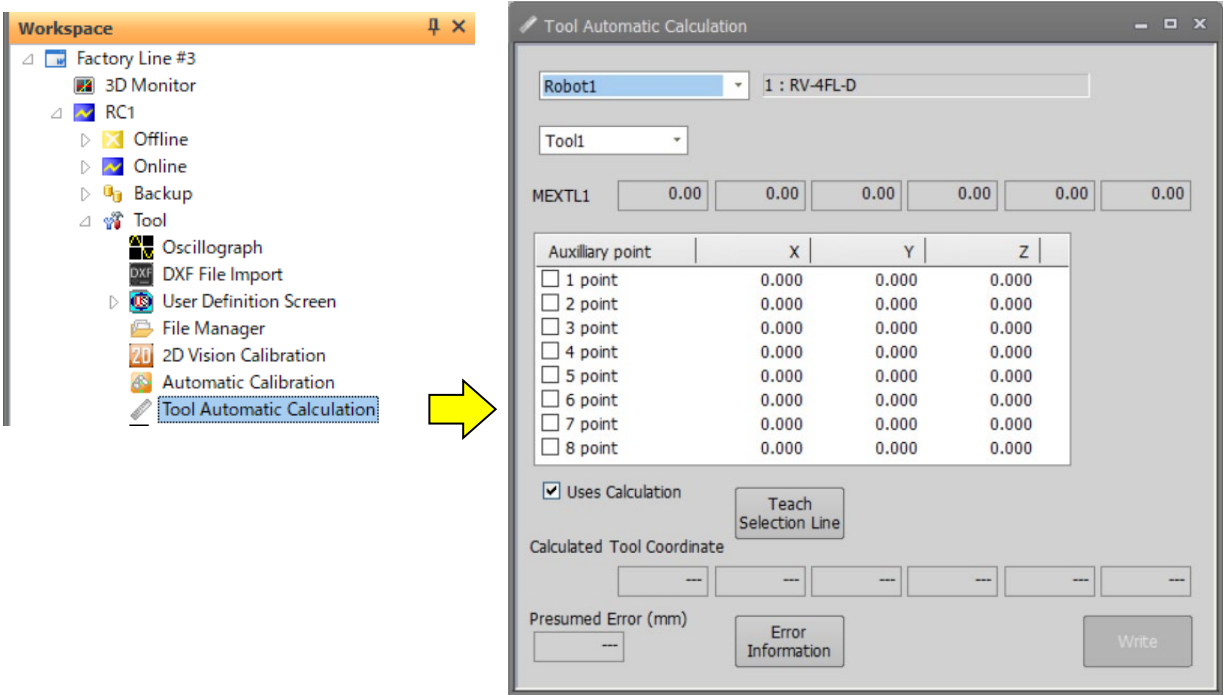 Workspace
Factory Line #3
3D Monitor
RC1
Offline
Online
Backup
Tool
Oscillograph
DXF
DXF File Import
US
User Definition Screen
File Manager
2D
2D Vision Calibration
Automatic Calibration
Tool Automatic Calculation
Tool Automatic Calculation
Robot1
1 : RV-4FL-D
Tool1
MEXTL1 0.00 0.00 0.00 0.00 0.00 0.00
Auxiliary point X Y Z
1 point 0.000 0.000 0.000
2 point 0.000 0.000 0.000
3 point 0.000 0.000 0.000
4 point 0.000 0.000 0.000
5 point 0.000 0.000 0.000
6 point 0.000 0.000 0.000
7 point 0.000 0.000 0.000
8 point 0.000 0.000 0.000
Uses Calculation
Teach
Selection Line
Calculated Tool Coordinate
--- --- --- --- --- ---
Presumed Error (mm)
---
Error
Information
Write